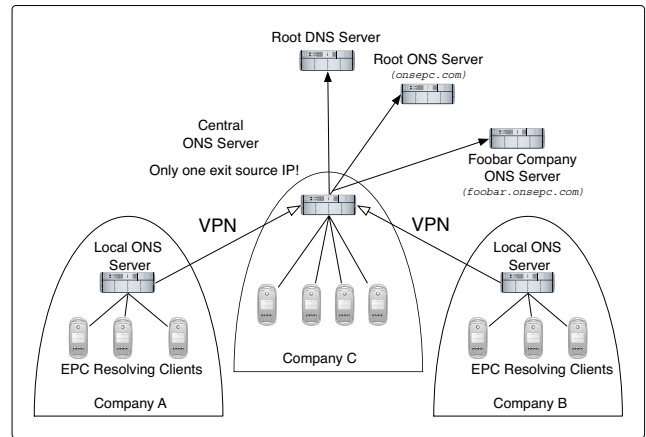 Root DNS Server
Root ONS Server
(onsepc.com)
Central
ONS Server
Only one exit source IP!
Foobar Company
ONS Server
(foobar.onsepc.com)
VPN
VPN
Local ONS
Server
Local ONS
Server
EPC Resolving Clients
Company C
EPC Resolving Clients
Company A
Company B